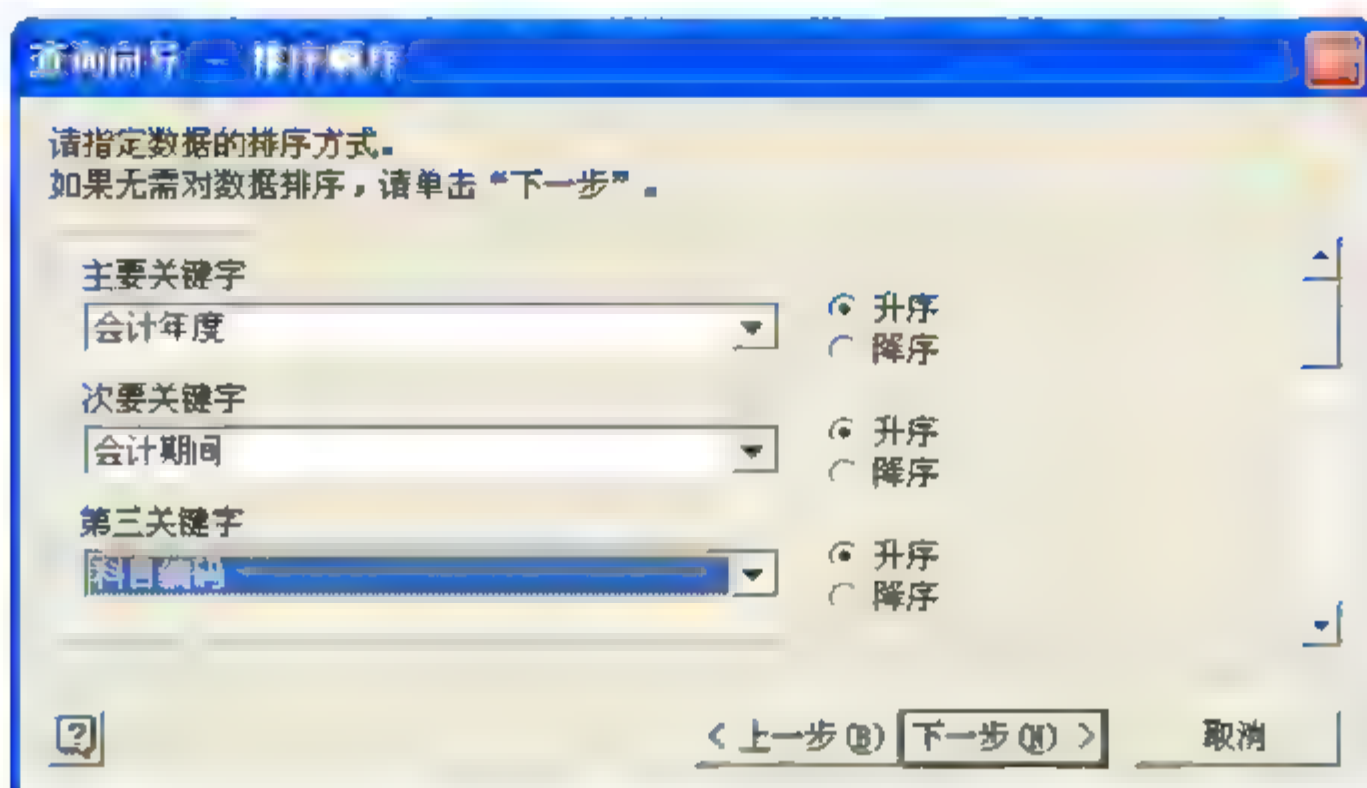 查询向导 - 排序顺序
请指定数据的排序方式。
如果无需对数据排序，请单击“下一步”。
主要关键字
会计年度
升序
降序
次要关键字
会计期间
升序
降序
第三关键字
科目编码
升序
降序
?
< 上一步(B)
下一步(N) >
取消